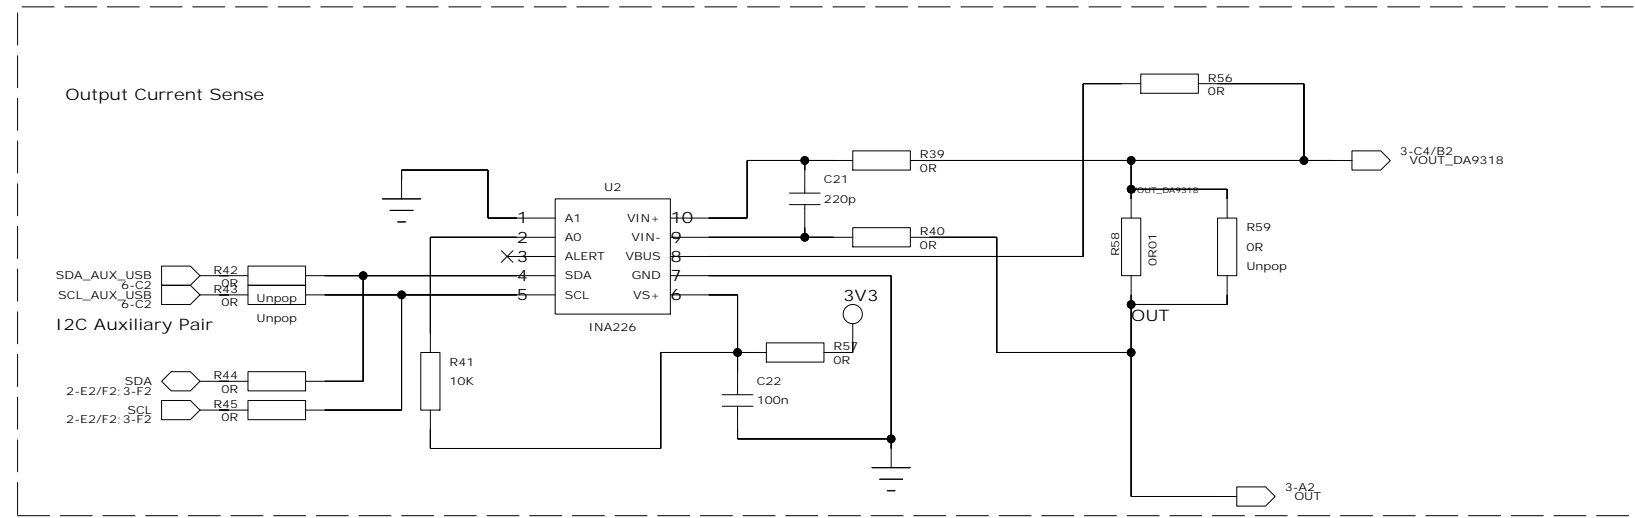 Output Current Sense
R56
0R
3-C4/B2
VOUT_DA9318
R39
0R
C21
220p
U2
1 A1
2 A0
3 ALERT
4 SDA
5 SCL
VIN+ 10
VIN- 9
VBUS 8
GND 7
VS+ 6
INA226
R40
0R
VOUT_DA9318
R58
0R01
R59
0R
Unpop
OUT
SDA_AUX_USB
6-C2
R42
0R
Unpop
SCL_AUX_USB
6-C2
R43
0R
Unpop
I2C Auxiliary Pair
3V3
R57
0R
R41
10K
C22
100n
SDA
2-E2/F2;3-F2
R44
0R
SCL
2-E2/F2;3-F2
R45
0R
3-A2
OUT